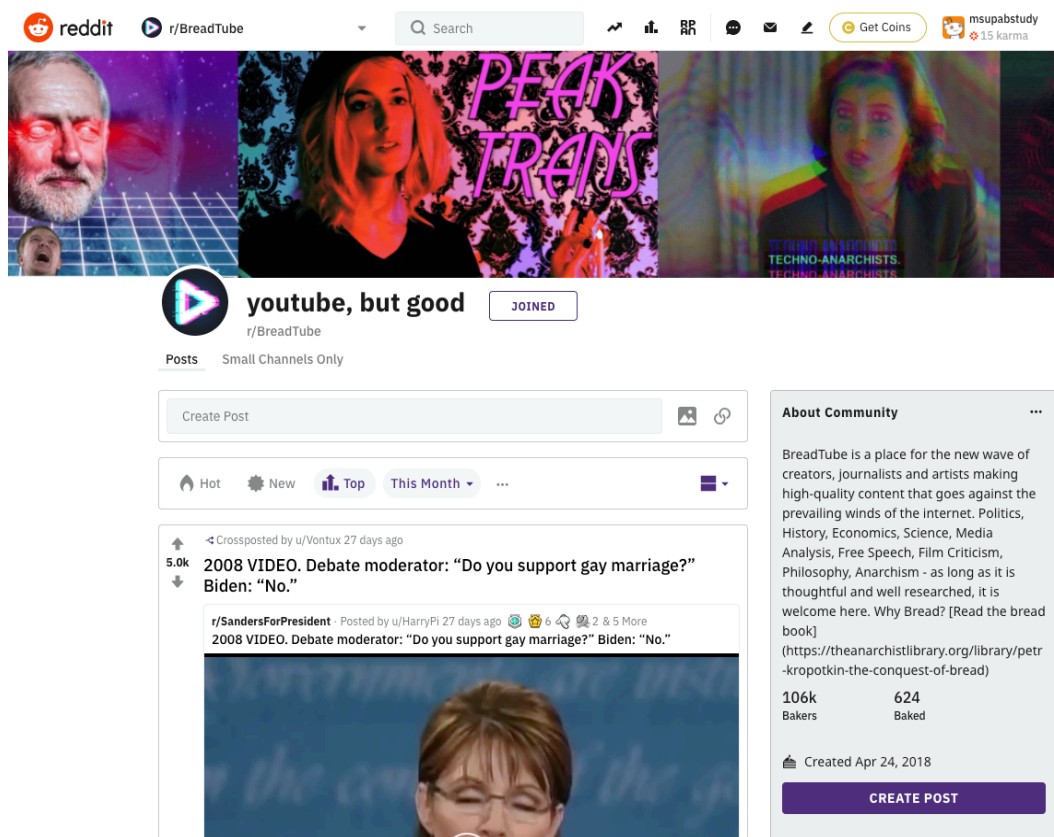 reddit
r/BreadTube
Search
Get Coins
msupabstudy
15 karma
PEAK
TRANS
TECHNO-ANARCHISTS.
youtube, but good
JOINED
r/BreadTube
Posts
Small Channels Only
Create Post
Hot
New
Top
This Month
...
5.0k
Crossposted by u/Vontux 27 days ago
2008 VIDEO. Debate moderator: “Do you support gay marriage?”
Biden: “No.”
r/SandersForPresident · Posted by u/HarryPi 27 days ago 6 2 & 5 More
2008 VIDEO. Debate moderator: “Do you support gay marriage?” Biden: “No.”
About Community
...
BreadTube is a place for the new wave of
creators, journalists and artists making
high-quality content that goes against the
prevailing winds of the internet. Politics,
History, Economics, Science, Media
Analysis, Free Speech, Film Criticism,
Philosophy, Anarchism - as long as it is
thoughtful and well researched, it is
welcome here. Why Bread? [Read the bread
book]
(https://theanarchistlibrary.org/library/petr
-kropotkin-the-conquest-of-bread)
106k
Bakers
624
Baked
Created Apr 24, 2018
CREATE POST